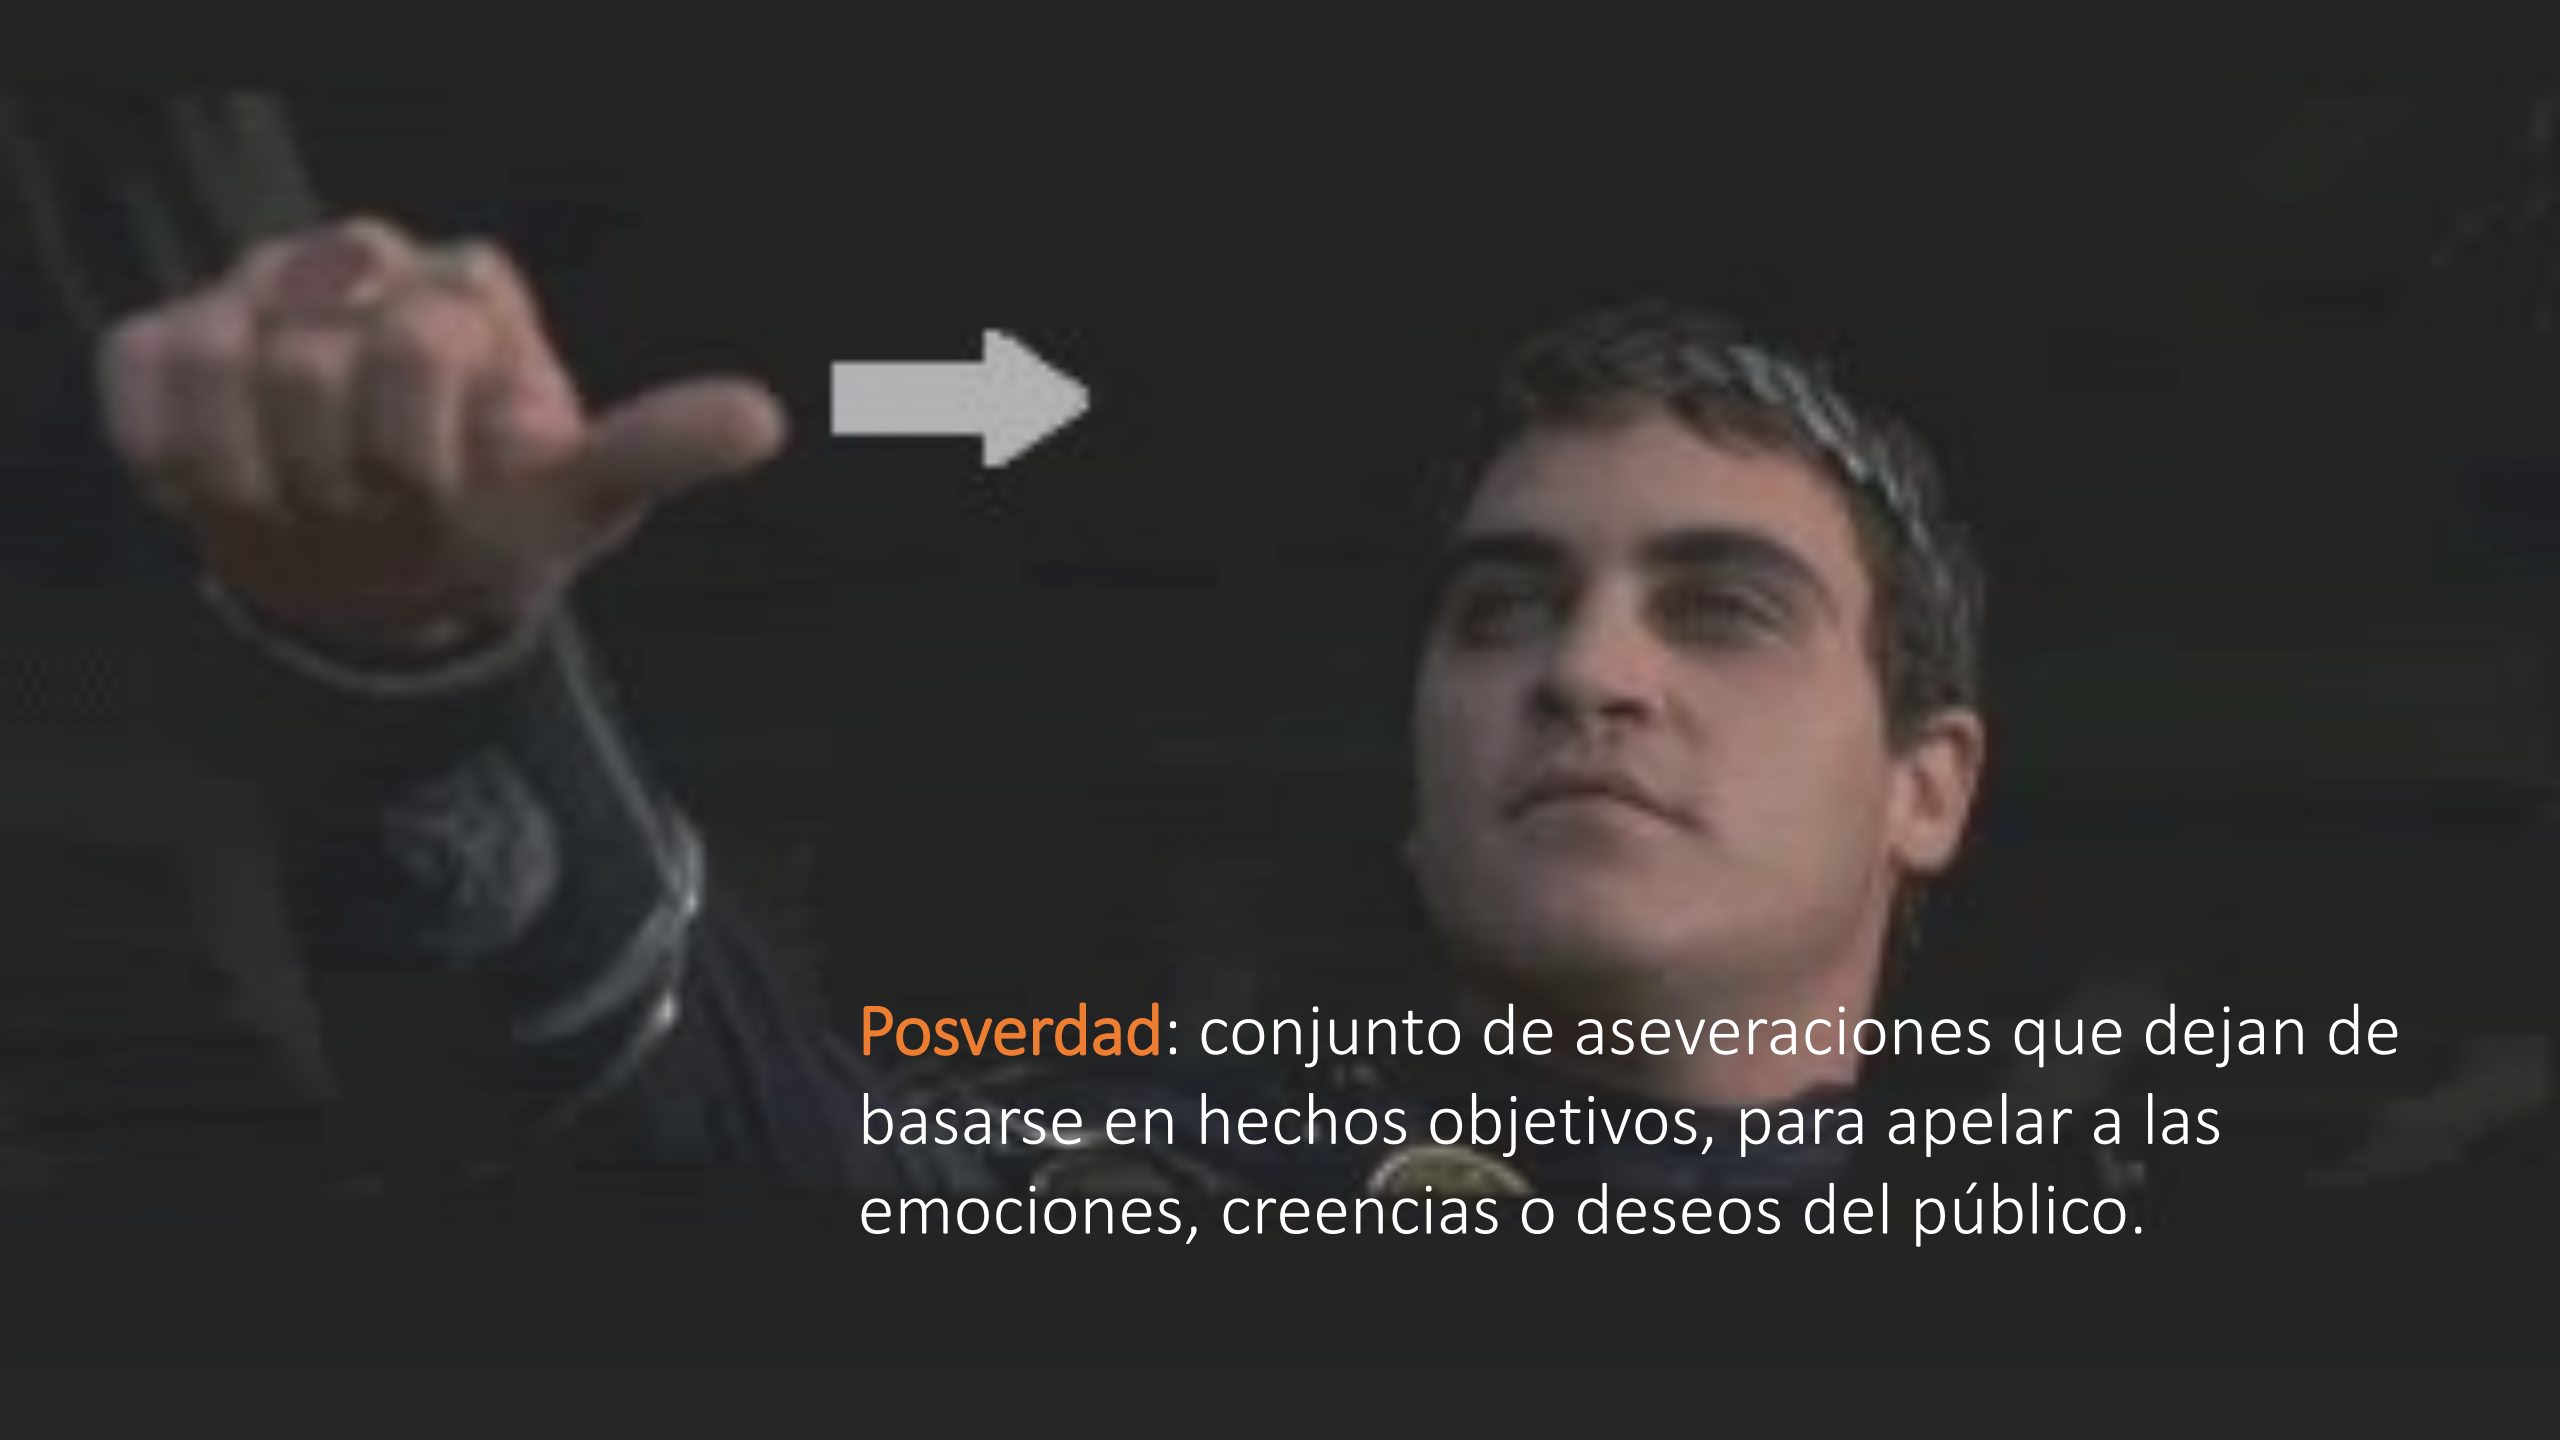 Posverdad: conjunto de aseveraciones que dejan de
basarse en hechos objetivos, para apelar a las
emociones, creencias o deseos del público.